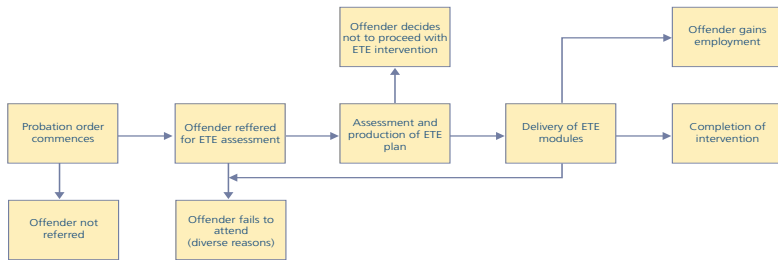 Offender decides
not to proceed with
ETE intervention
Offender gains
employment
Probation order
commences
Offender reffered
for ETE assessment
Assessment and
production of ETE
plan
Delivery of ETE
modules
Completion of
intervention
Offender not
referred
Offender fails to
attend
(diverse reasons)